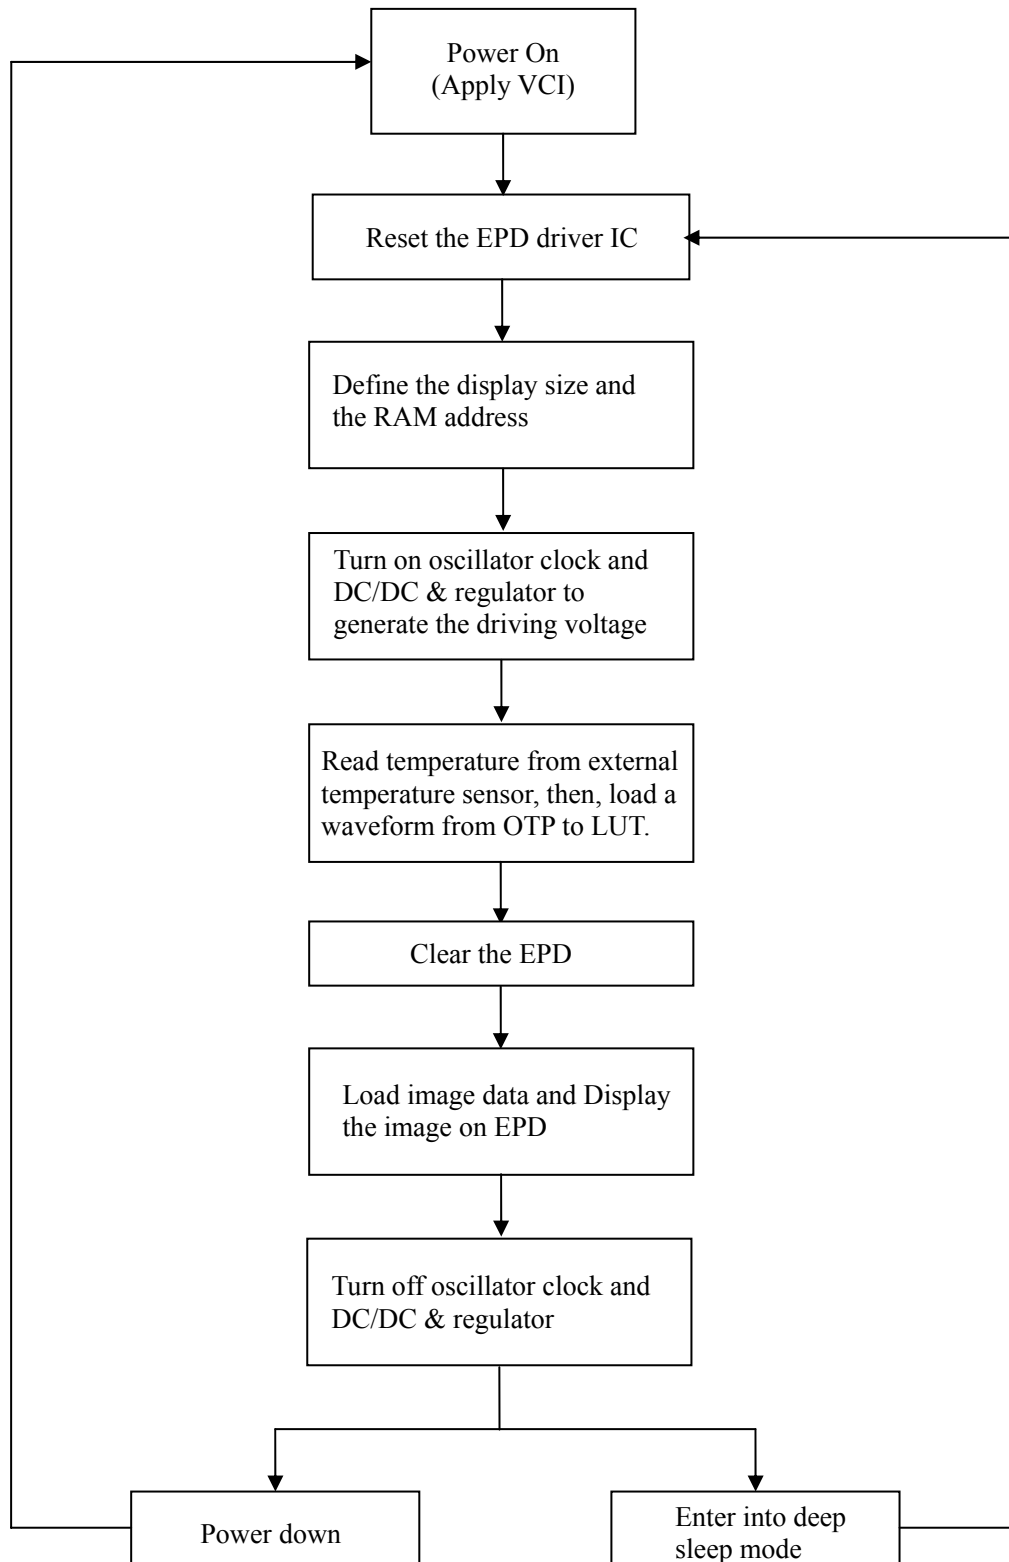 Power On
(Apply VCI)
Reset the EPD driver IC
Define the display size and
the RAM address
Turn on oscillator clock and
DC/DC & regulator to
generate the driving voltage
Read temperature from external
temperature sensor, then, load a
waveform from OTP to LUT.
Clear the EPD
Load image data and Display
the image on EPD
Turn off oscillator clock and
DC/DC & regulator
Power down
Enter into deep
sleep mode